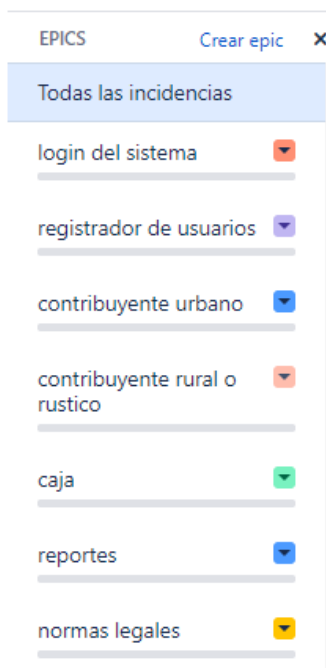 EPICS Crear epic ×
Todas las incidencias
login del sistema
registrador de usuarios
contribuyente urbano
contribuyente rural o
rustico
caja
reportes
normas legales